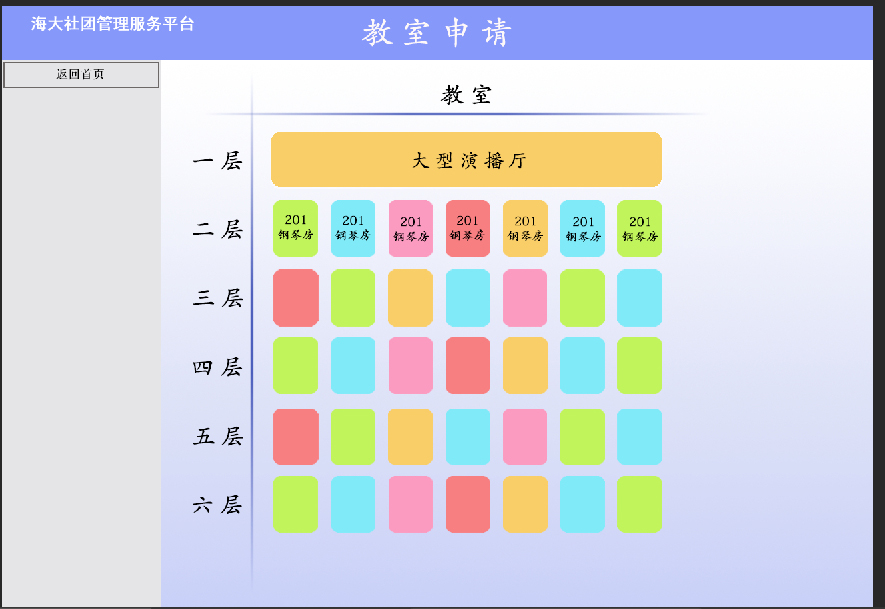 海大社团管理服务平台
教室申请
返回首页
教室
一层
大型演播厅
二层
201 201 201 201 201 201 201
钢琴房 钢琴房 钢琴房 钢琴房 钢琴房 钢琴房 钢琴房
三层
四层
五层
六层